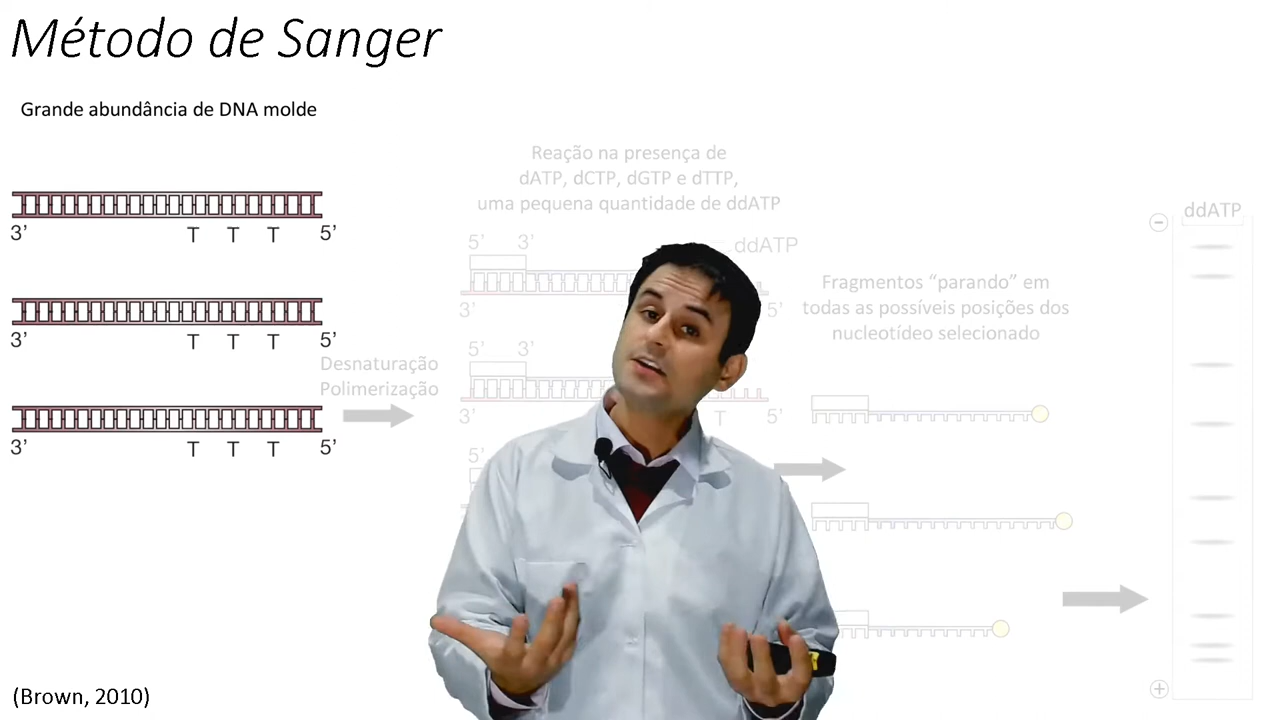 Método de Sanger
Grande abundância de DNA molde
3' T T T 5'
3' T T T 5'
3' T T T 5'
Desnaturação
Polimerização
Reação na presença de
dATP, dCTP, dGTP e dTTP,
uma pequena quantidade de ddATP
5' 3' ddATP
3' 5'
5' 3'
3' T 5'
5'
3'
Fragmentos “parando” em
todas as possíveis posições dos
nucleotídeo selecionado
ddATP
−
+
(Brown, 2010)